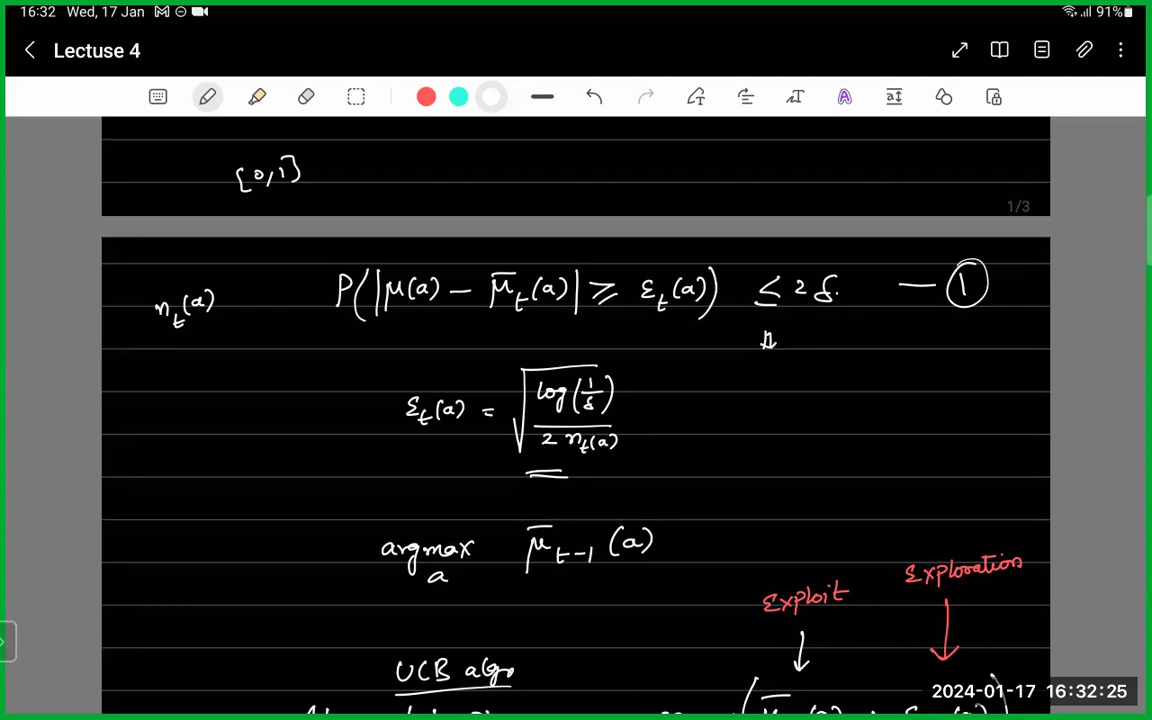 16:32 Wed, 17 Jan
91%
Lectuse 4
{0,1}
1/3
n_t(a) P(|μ(a) − μ̄_t(a)| ⩾ ε_t(a)) ≤ 2δ. — ①
ε_t(a) = √(log(1/δ) / 2 n_t(a))
argmax_a μ̄_{t−1}(a)
Exploit Exploration
UCB algo
2024-01-17 16:32:25